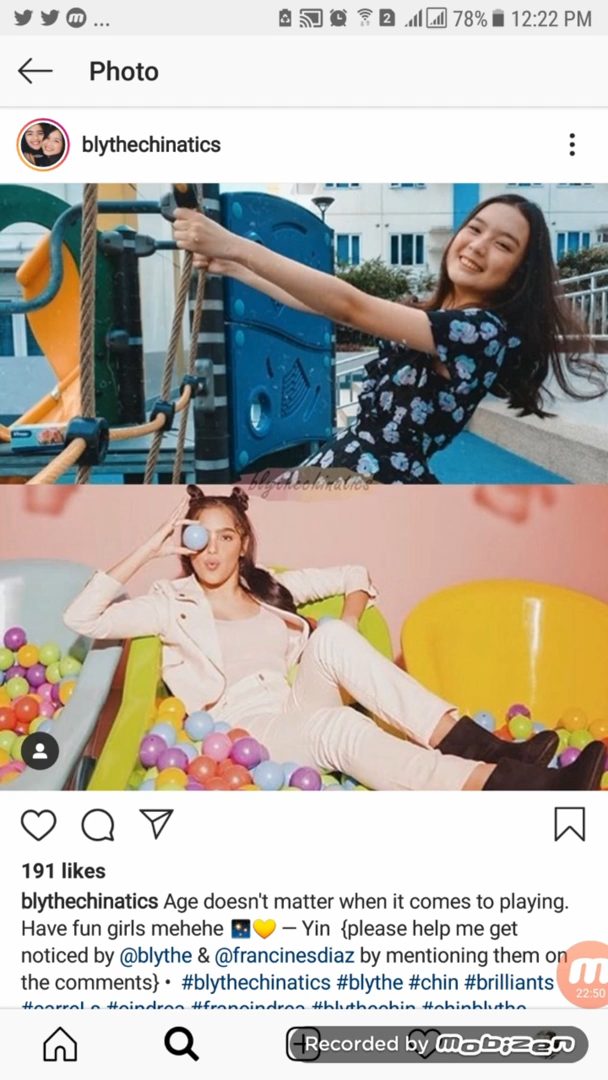 78% 12:22 PM
Photo
blythechinatics
blythechinatics
191 likes
blythechinatics Age doesn't matter when it comes to playing.
Have fun girls mehehe 🌃💛 — Yin {please help me get
noticed by @blythe & @francinesdiaz by mentioning them on
the comments} • #blythechinatics #blythe #chin #brilliants
22:50
Recorded by mobizen